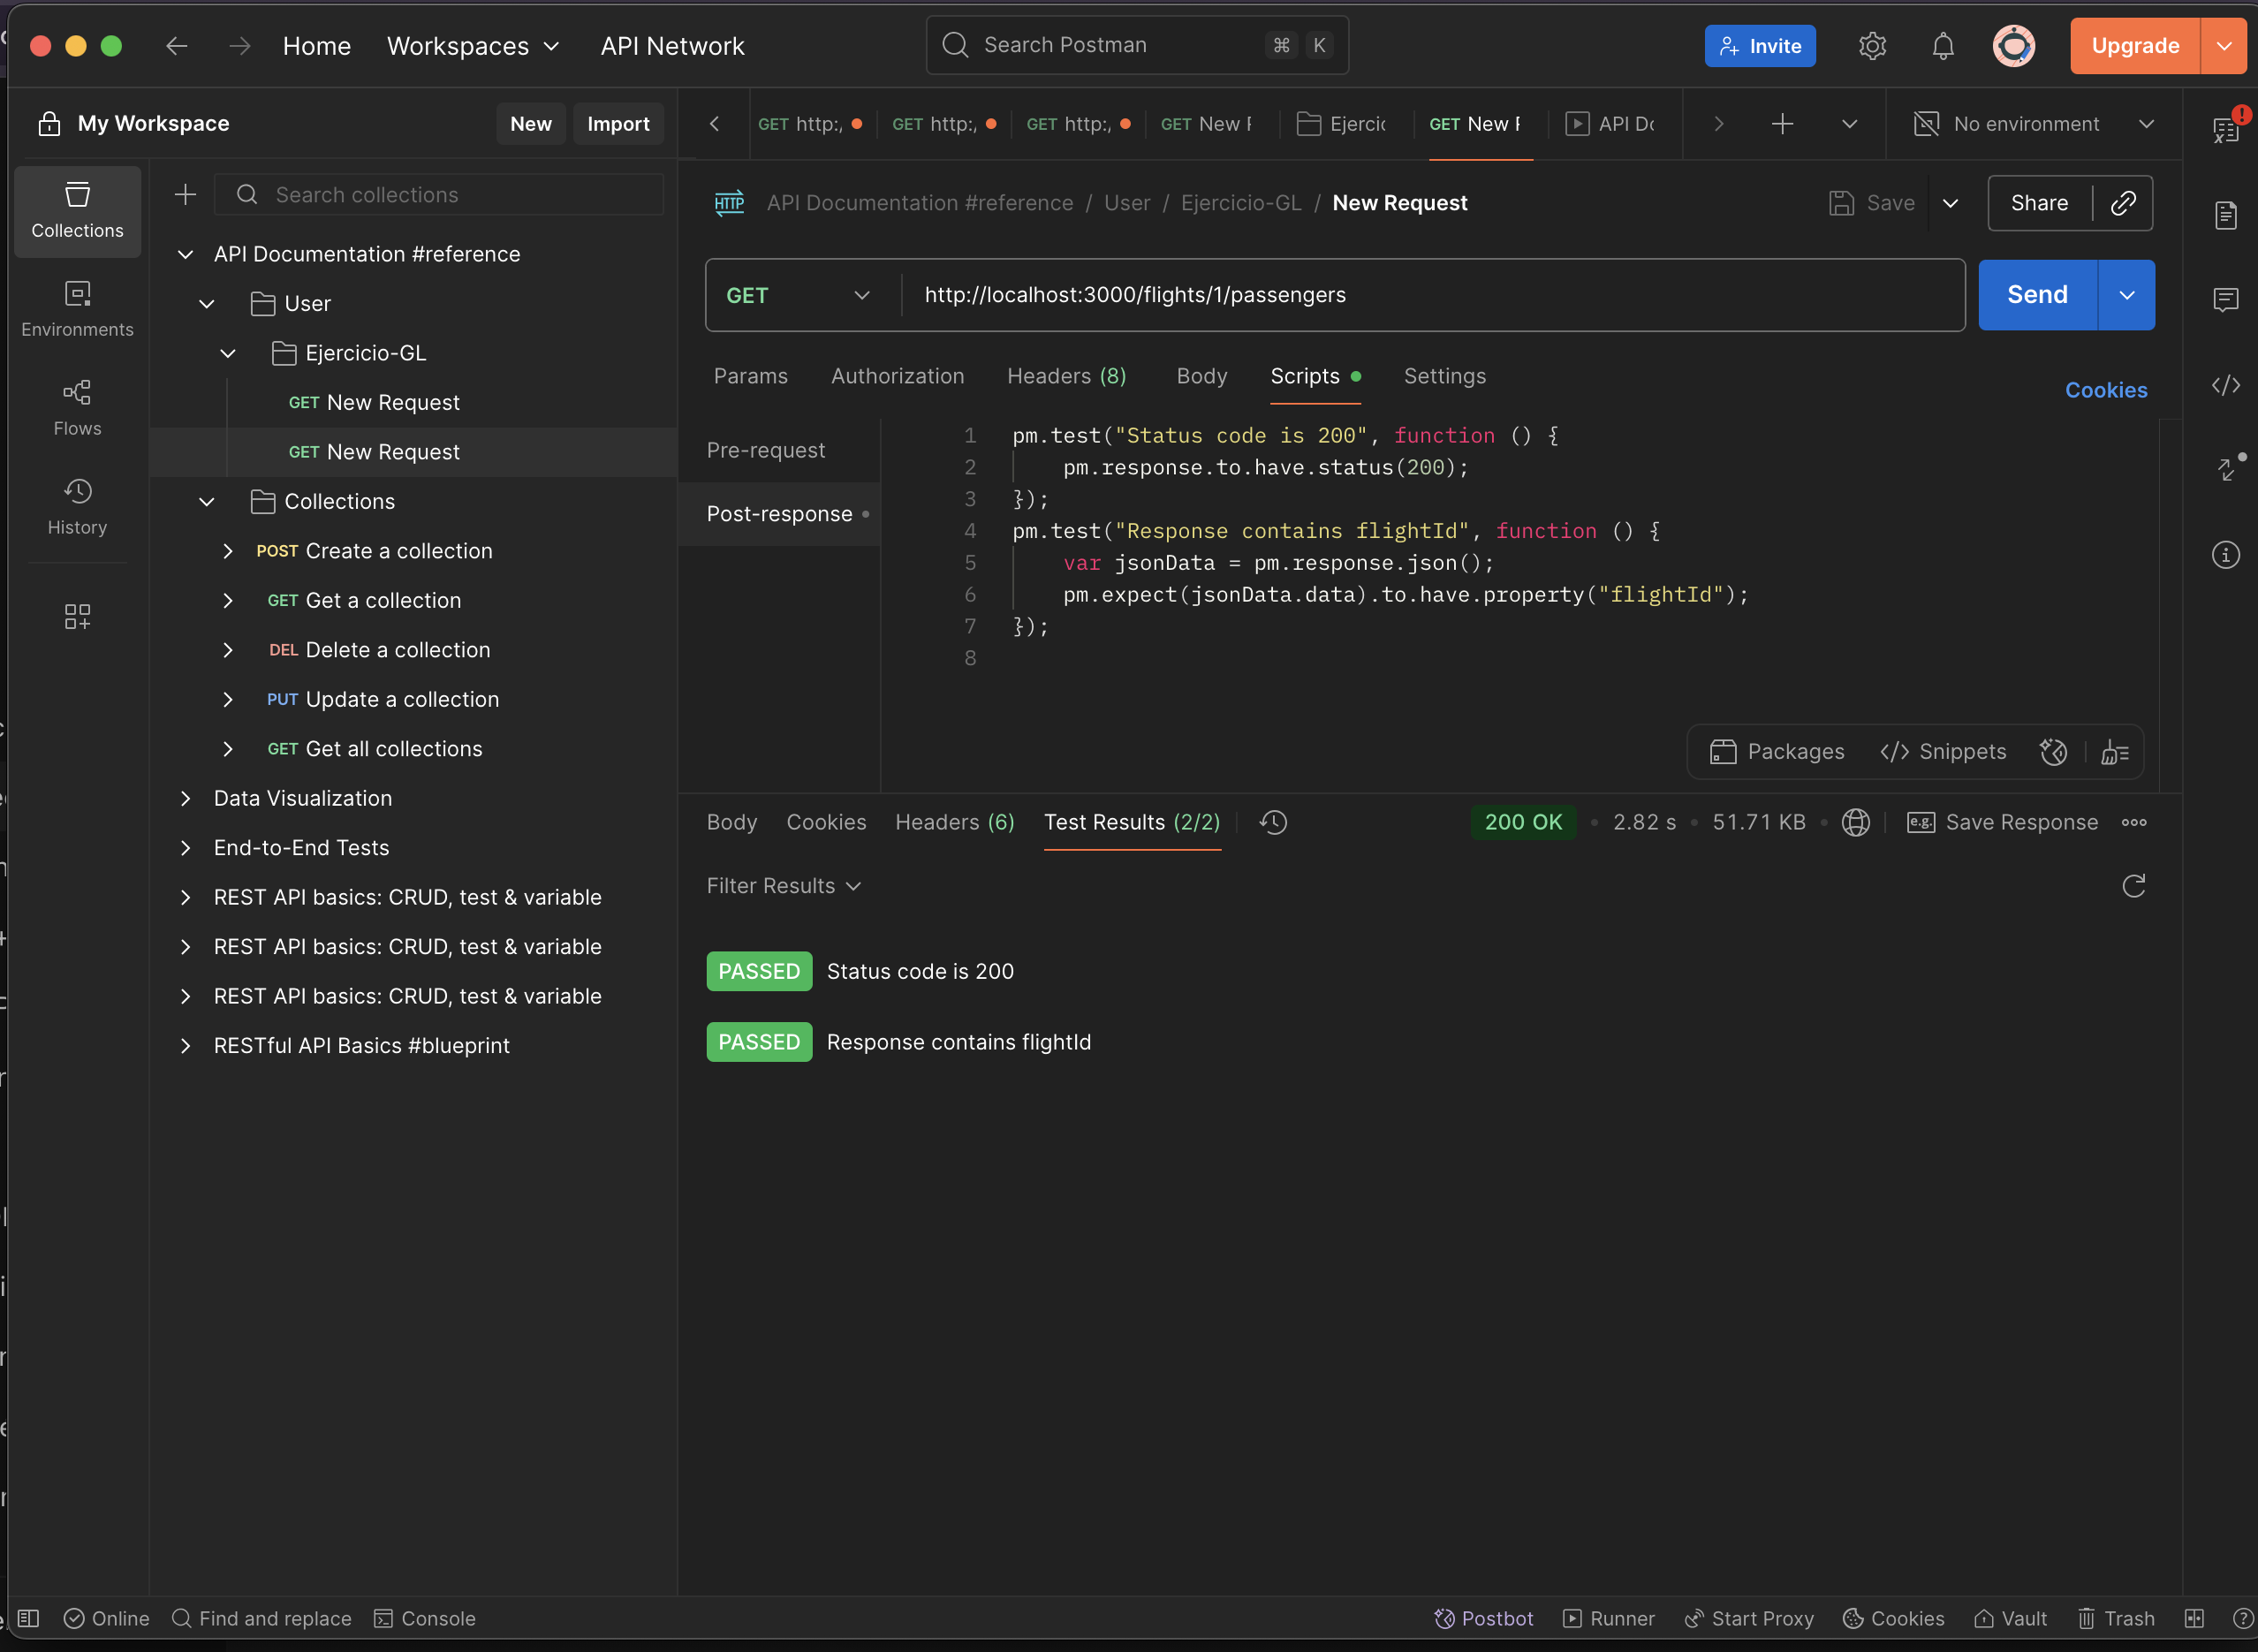 Home Workspaces API Network
Search Postman ⌘ K
Invite
Upgrade
My Workspace
New Import
GET http:/
GET http:/
GET http:/
GET New
Ejercic
GET New
API Do
No environment
Collections
Environments
Flows
History
Search collections
API Documentation #reference
User
Ejercicio-GL
GET New Request
GET New Request
Collections
POST Create a collection
GET Get a collection
DEL Delete a collection
PUT Update a collection
GET Get all collections
Data Visualization
End-to-End Tests
REST API basics: CRUD, test & variable
REST API basics: CRUD, test & variable
REST API basics: CRUD, test & variable
RESTful API Basics #blueprint
HTTP API Documentation #reference / User / Ejercicio-GL / New Request
Save
Share
GET http://localhost:3000/flights/1/passengers
Send
Params Authorization Headers (8) Body Scripts Settings
Cookies
Pre-request
Post-response
1 pm.test("Status code is 200", function () {
2 pm.response.to.have.status(200);
3 });
4 pm.test("Response contains flightId", function () {
5 var jsonData = pm.response.json();
6 pm.expect(jsonData.data).to.have.property("flightId");
7 });
8
Packages Snippets
Body Cookies Headers (6) Test Results (2/2)
200 OK • 2.82 s • 51.71 KB
e.g. Save Response
Filter Results
PASSED Status code is 200
PASSED Response contains flightId
Online Find and replace Console
Postbot Runner Start Proxy Cookies Vault Trash